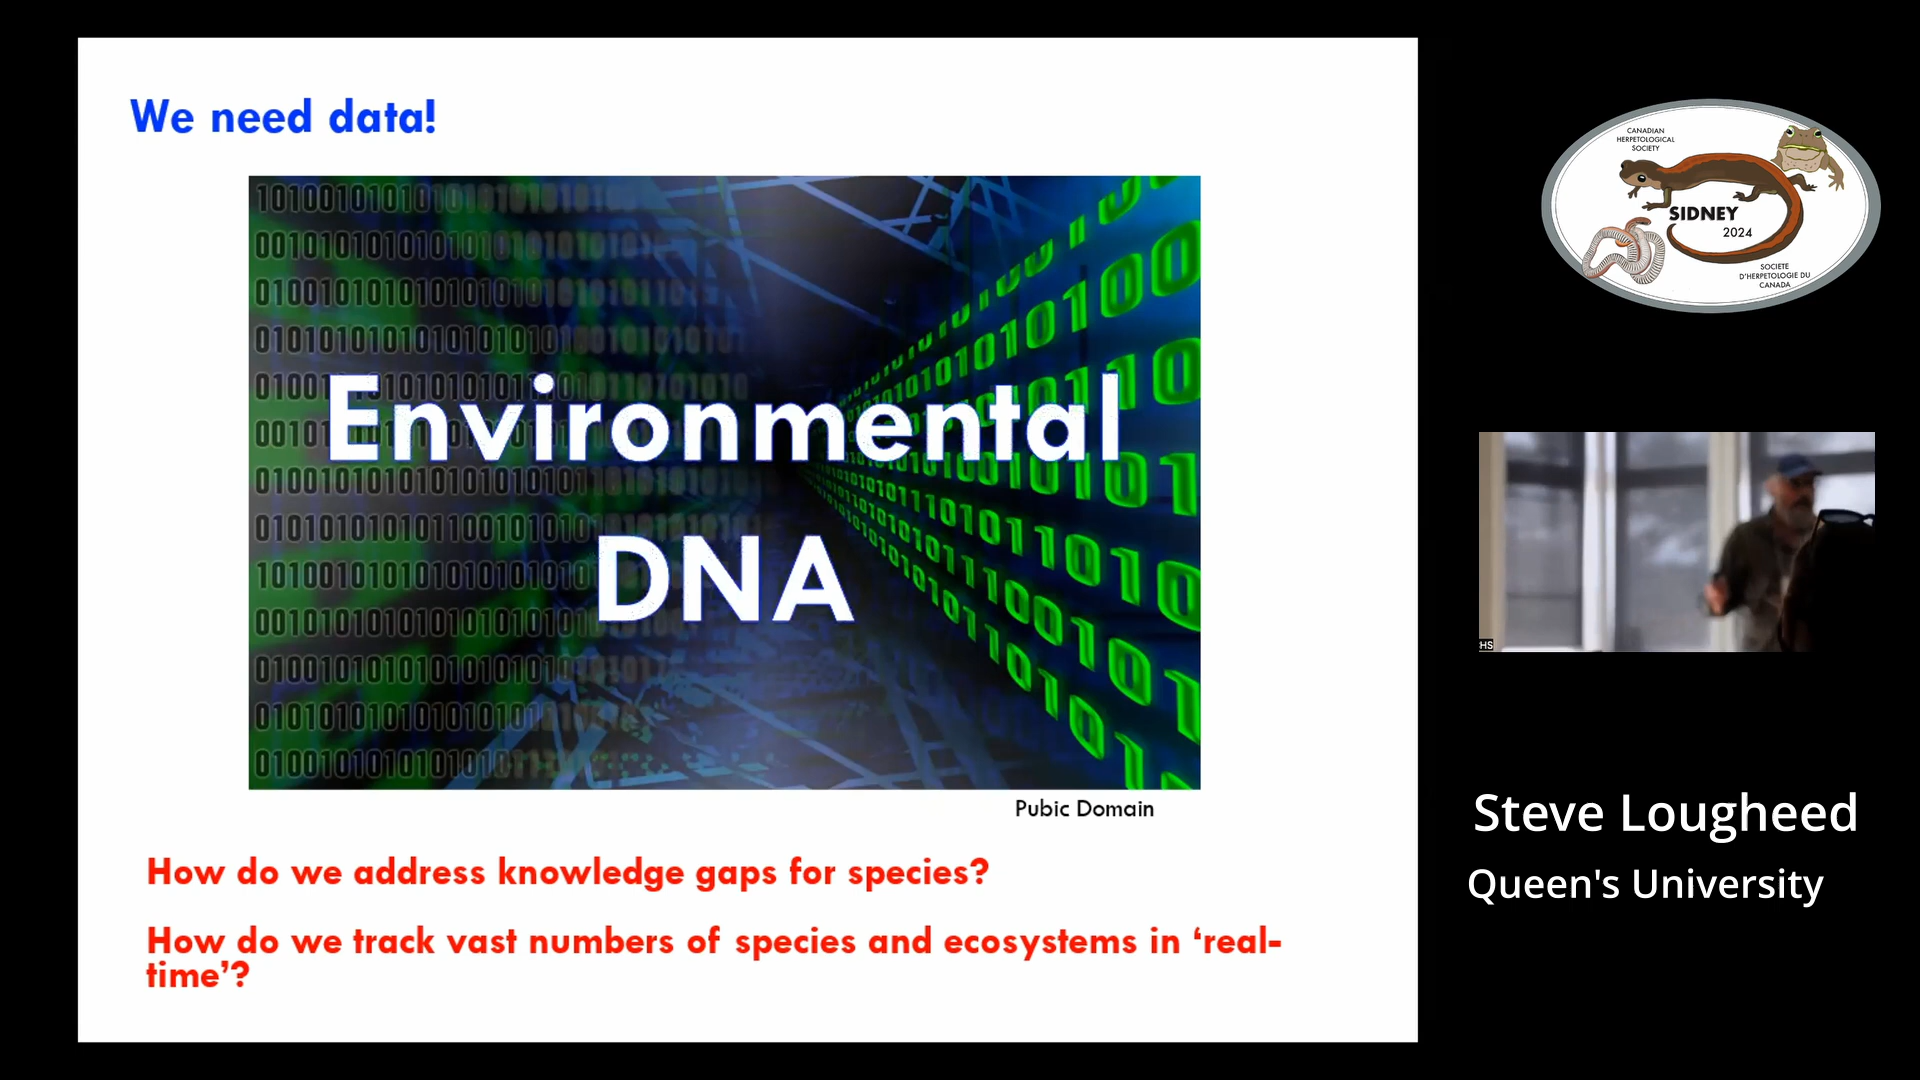 We need data!
Environmental
DNA
Pubic Domain
How do we address knowledge gaps for species?
How do we track vast numbers of species and ecosystems in ‘real-
time’?
CANADIAN
HERPETOLOGICAL
SOCIETY
SIDNEY
2024
SOCIETE
D'HERPETOLOGIE DU
CANADA
Steve Lougheed
Queen's University